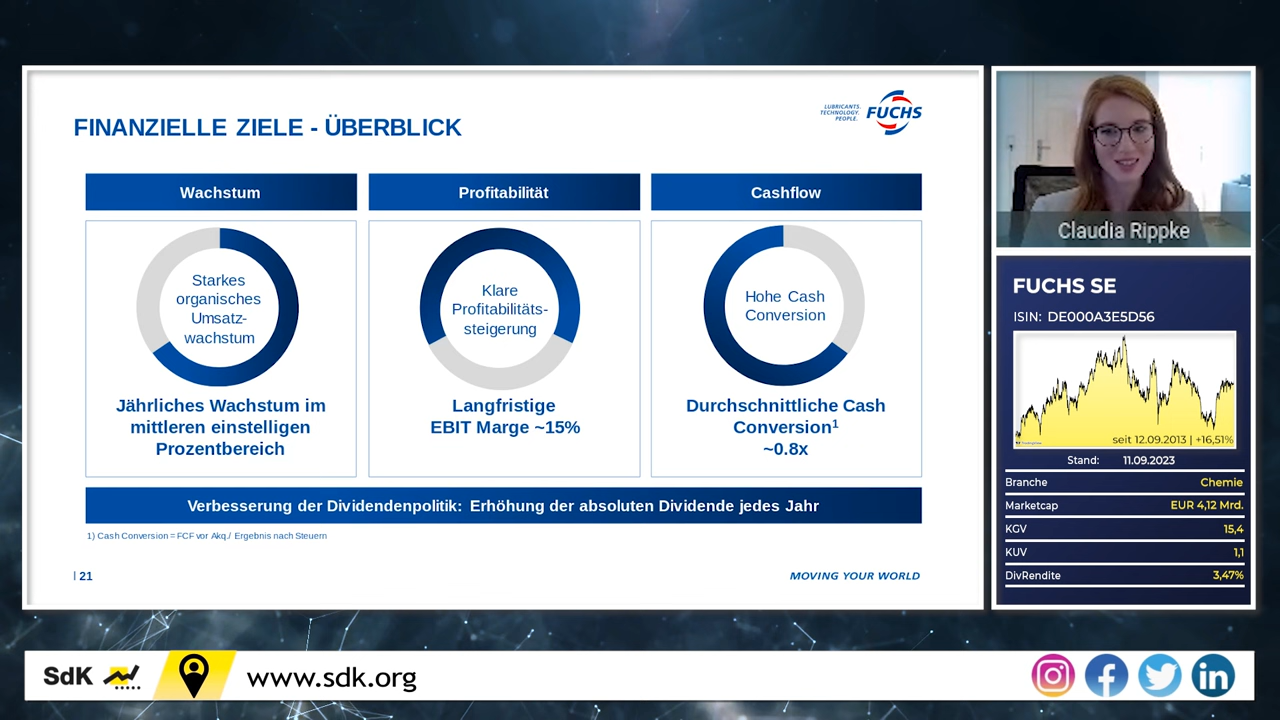 FINANZIELLE ZIELE - ÜBERBLICK
LUBRICANTS.
TECHNOLOGY.
PEOPLE.
FUCHS
Wachstum
Starkes
organisches
Umsatz-
wachstum
Jährliches Wachstum im
mittleren einstelligen
Prozentbereich
Profitabilität
Klare
Profitabilitäts-
steigerung
Langfristige
EBIT Marge ~15%
Cashflow
Hohe Cash
Conversion
Durchschnittliche Cash
Conversion¹
~0.8x
Verbesserung der Dividendenpolitik: Erhöhung der absoluten Dividende jedes Jahr
1) Cash Conversion = FCF vor Akq./ Ergebnis nach Steuern
| 21
MOVING YOUR WORLD
Claudia Rippke
FUCHS SE
ISIN: DE000A3E5D56
seit 12.09.2013 | +16,51%
Stand: 11.09.2023
Branche Chemie
Marketcap EUR 4,12 Mrd.
KGV 15,4
KUV 1,1
DivRendite 3,47%
SdK
www.sdk.org